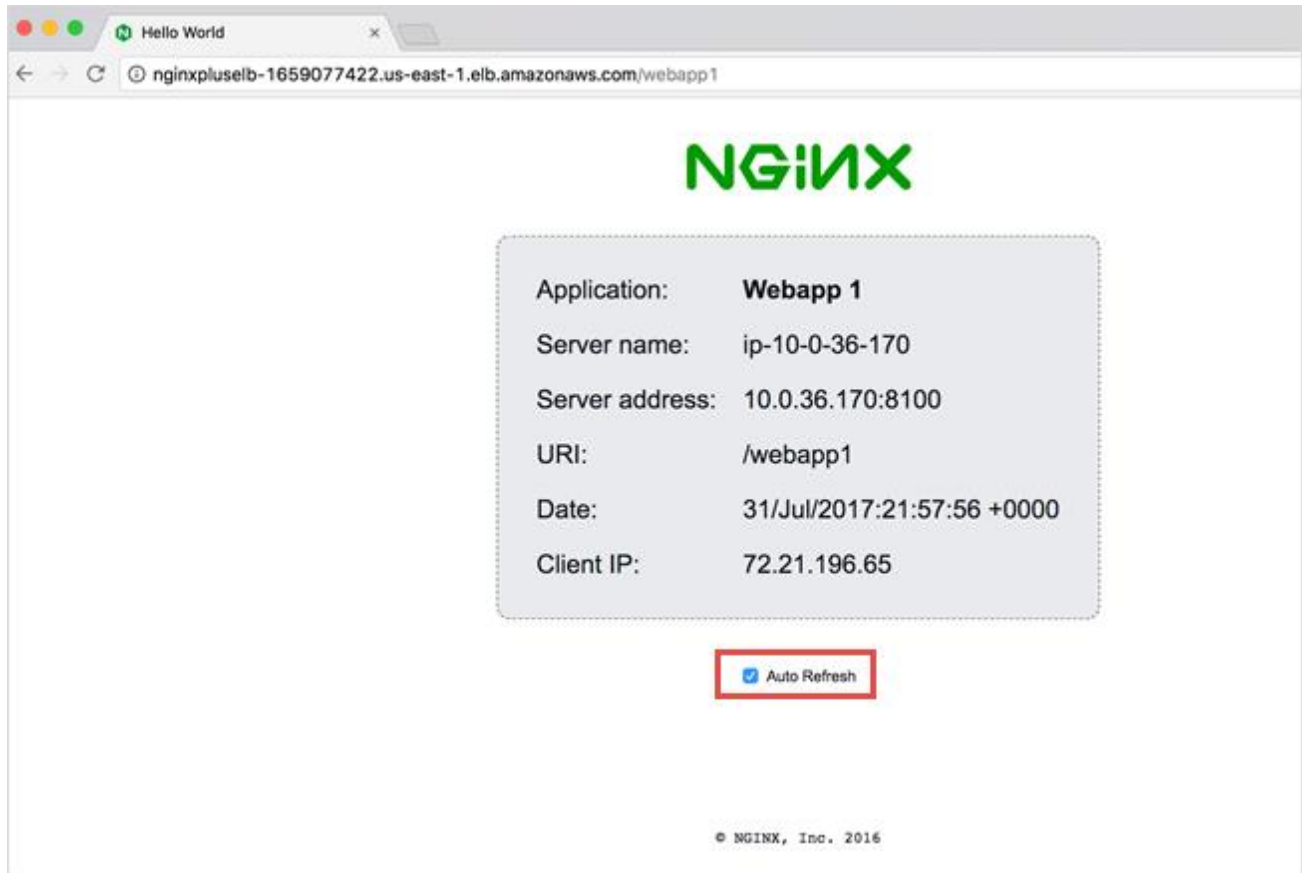 Hello World
nginxpluselb-1659077422.us-east-1.elb.amazonaws.com/webapp1
NGINX
Application: Webapp 1
Server name: ip-10-0-36-170
Server address: 10.0.36.170:8100
URI: /webapp1
Date: 31/Jul/2017:21:57:56 +0000
Client IP: 72.21.196.65
Auto Refresh
© NGINX, Inc. 2016